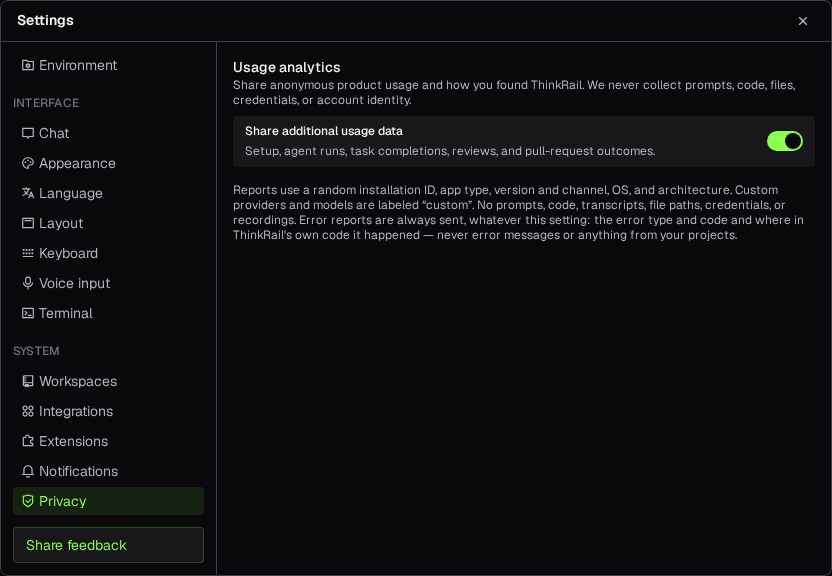 Settings
Environment
INTERFACE
Chat
Appearance
Language
Layout
Keyboard
Voice input
Terminal
SYSTEM
Workspaces
Integrations
Extensions
Notifications
Privacy
Share feedback
Usage analytics
Share anonymous product usage and how you found ThinkRail. We never collect prompts, code, files,
credentials, or account identity.
Share additional usage data
Setup, agent runs, task completions, reviews, and pull-request outcomes.
Reports use a random installation ID, app type, version and channel, OS, and architecture. Custom
providers and models are labeled “custom”. No prompts, code, transcripts, file paths, credentials, or
recordings. Error reports are always sent, whatever this setting: the error type and code and where in
ThinkRail's own code it happened — never error messages or anything from your projects.